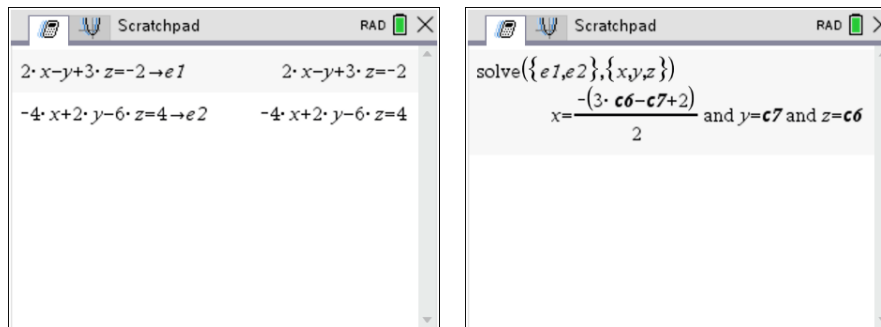 Scratchpad RAD
2·x−y+3·z=−2→e1 2·x−y+3·z=−2
−4·x+2·y−6·z=4→e2 −4·x+2·y−6·z=4
Scratchpad RAD
solve({e1,e2},{x,y,z})
x=−(3·c6−c7+2)/2 and y=c7 and z=c6